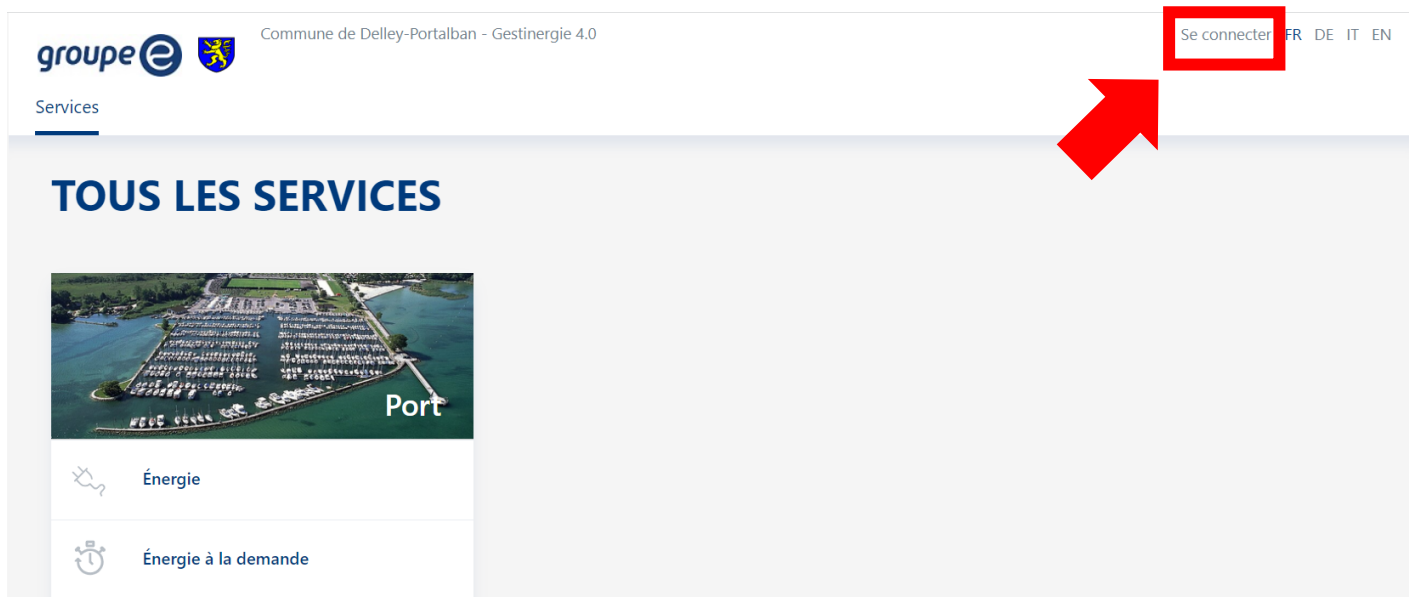 groupe e
Commune de Delley-Portalban - Gestinergie 4.0
Se connecter FR DE IT EN
Services
TOUS LES SERVICES
Port
Énergie
Énergie à la demande